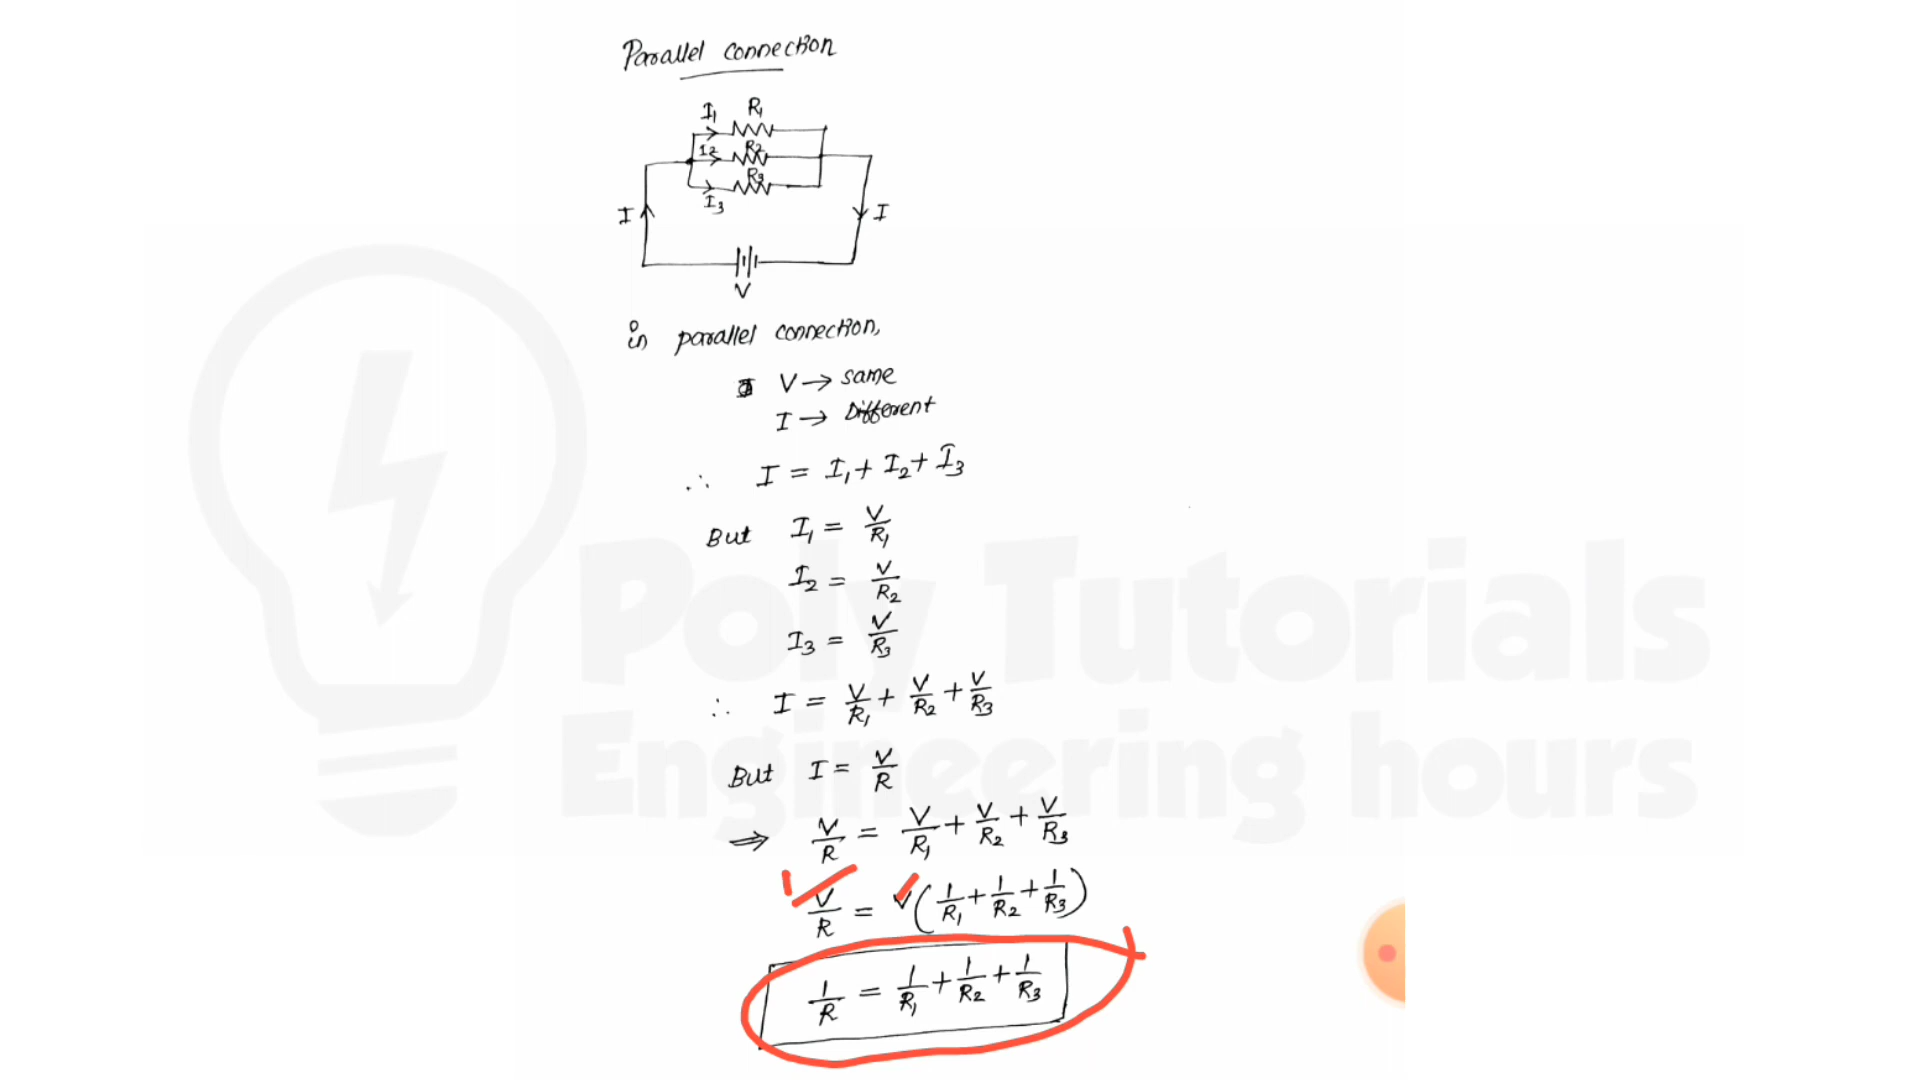 Parallel connection
I₁ R₁
I2 R2
R3
I₃
I I
V
in parallel connection,
V → same
I → Different
∴ I = I₁ + I₂ + I₃
But I₁ = V/R₁
I₂ = V/R₂
I₃ = V/R₃
∴ I = V/R₁ + V/R₂ + V/R₃
But I = V/R
⇒ V/R = V/R₁ + V/R₂ + V/R₃
V/R = V(1/R₁ + 1/R₂ + 1/R₃)
1/R = 1/R₁ + 1/R₂ + 1/R₃
Poly Tutorials
Engineering hours